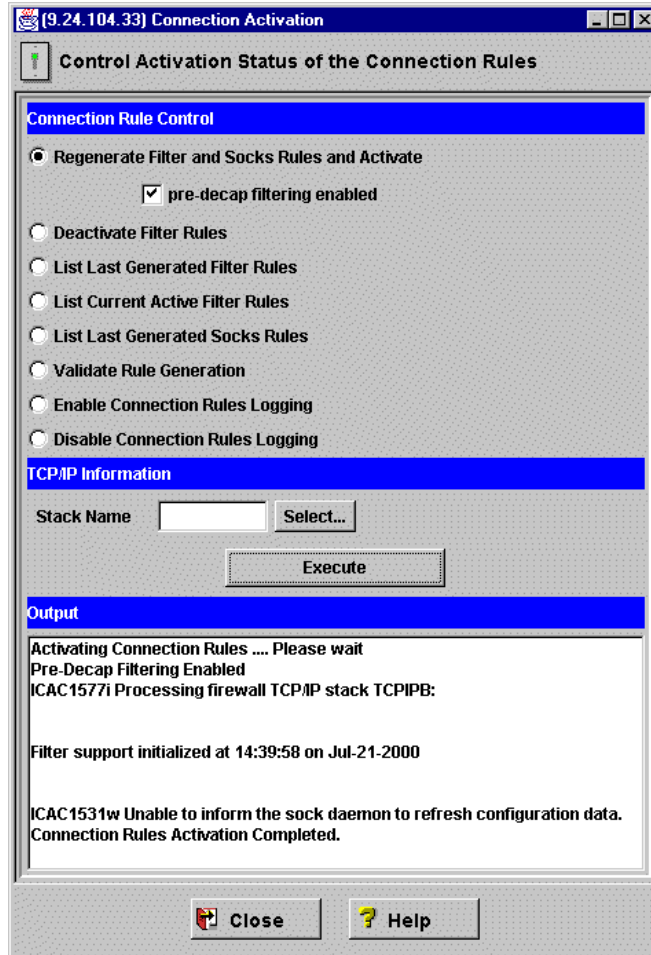 (9.24.104.33) Connection Activation
Control Activation Status of the Connection Rules
Connection Rule Control
Regenerate Filter and Socks Rules and Activate
pre-decap filtering enabled
Deactivate Filter Rules
List Last Generated Filter Rules
List Current Active Filter Rules
List Last Generated Socks Rules
Validate Rule Generation
Enable Connection Rules Logging
Disable Connection Rules Logging
TCP/IP Information
Stack Name Select...
Execute
Output
Activating Connection Rules .... Please wait
Pre-Decap Filtering Enabled
ICAC1577i Processing firewall TCP/IP stack TCPIPB:
Filter support initialized at 14:39:58 on Jul-21-2000
ICAC1531w Unable to inform the sock daemon to refresh configuration data.
Connection Rules Activation Completed.
Close ? Help